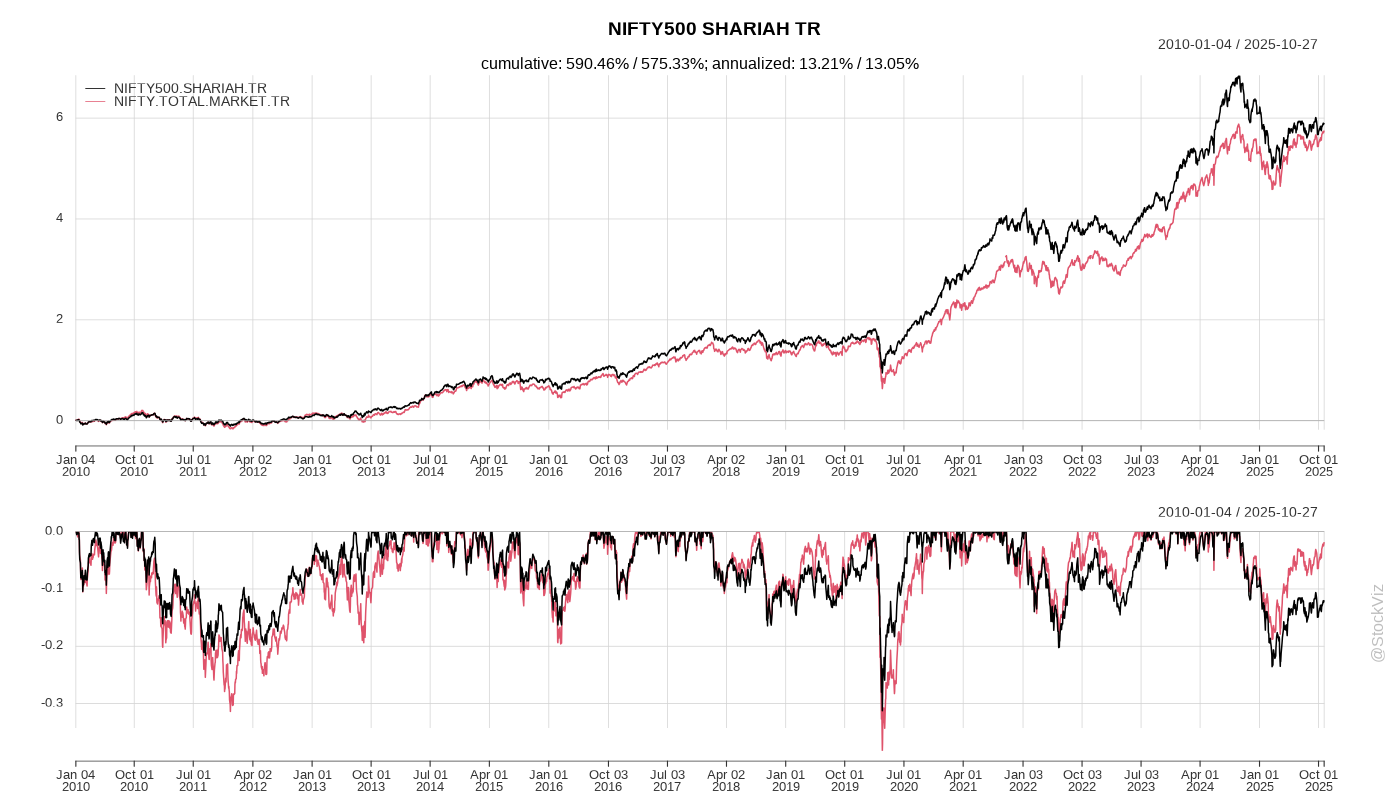 NIFTY500 SHARIAH TR
2010-01-04 / 2025-10-27
cumulative: 590.46% / 575.33%; annualized: 13.21% / 13.05%
NIFTY500.SHARIAH.TR
NIFTY.TOTAL.MARKET.TR
6
4
2
0
Jan 04 Oct 01 Jul 01 Apr 02 Jan 01 Oct 01 Jul 01 Apr 01 Jan 01 Oct 03 Jul 03 Apr 02 Jan 01 Oct 01 Jul 01 Apr 01 Jan 03 Oct 03 Jul 03 Apr 01 Jan 01 Oct 01
2010 2010 2011 2012 2013 2013 2014 2015 2016 2016 2017 2018 2019 2019 2020 2021 2022 2022 2023 2024 2025 2025
2010-01-04 / 2025-10-27
0.0
-0.1
-0.2
-0.3
Jan 04 Oct 01 Jul 01 Apr 02 Jan 01 Oct 01 Jul 01 Apr 01 Jan 01 Oct 03 Jul 03 Apr 02 Jan 01 Oct 01 Jul 01 Apr 01 Jan 03 Oct 03 Jul 03 Apr 01 Jan 01 Oct 01
2010 2010 2011 2012 2013 2013 2014 2015 2016 2016 2017 2018 2019 2019 2020 2021 2022 2022 2023 2024 2025 2025
@StockViz